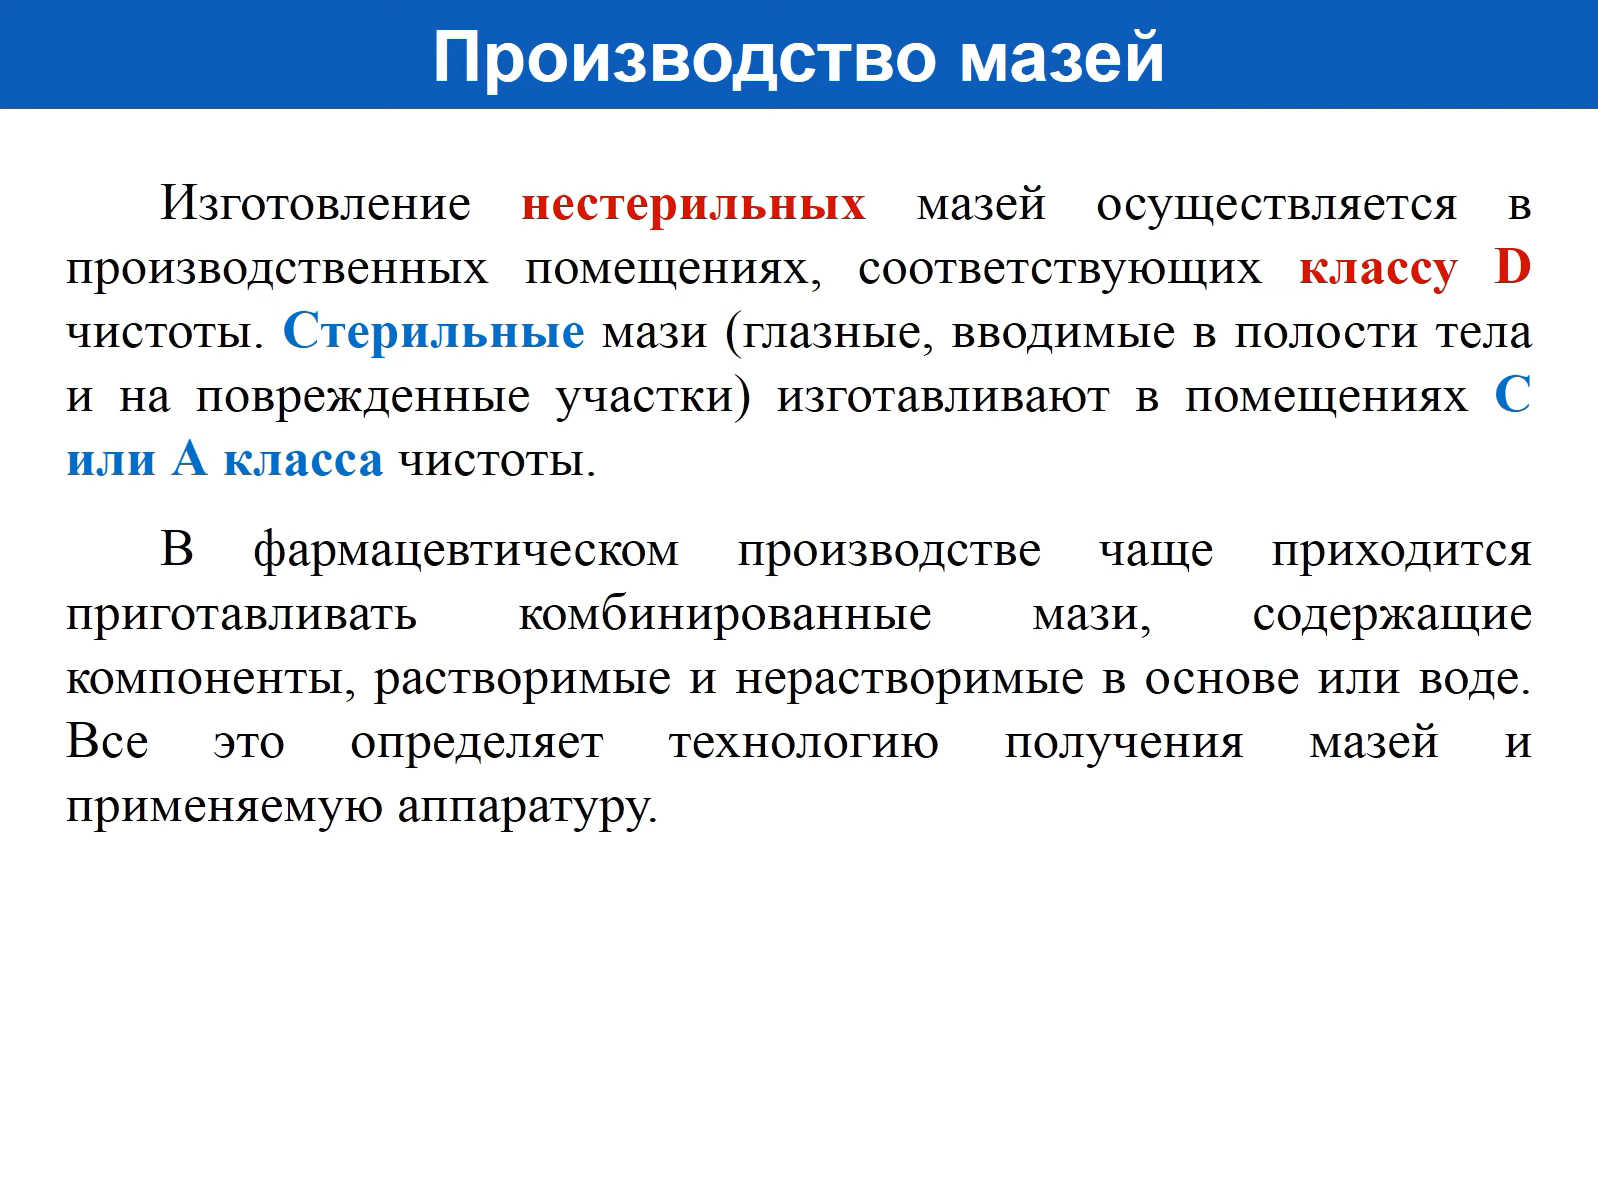 Производство мазей
Изготовление нестерильных мазей осуществляется в
производственных помещениях, соответствующих классу D
чистоты. Стерильные мази (глазные, вводимые в полости тела
и на поврежденные участки) изготавливают в помещениях С
или А класса чистоты.
В фармацевтическом производстве чаще приходится
приготавливать комбинированные мази, содержащие
компоненты, растворимые и нерастворимые в основе или воде.
Все это определяет технологию получения мазей и
применяемую аппаратуру.